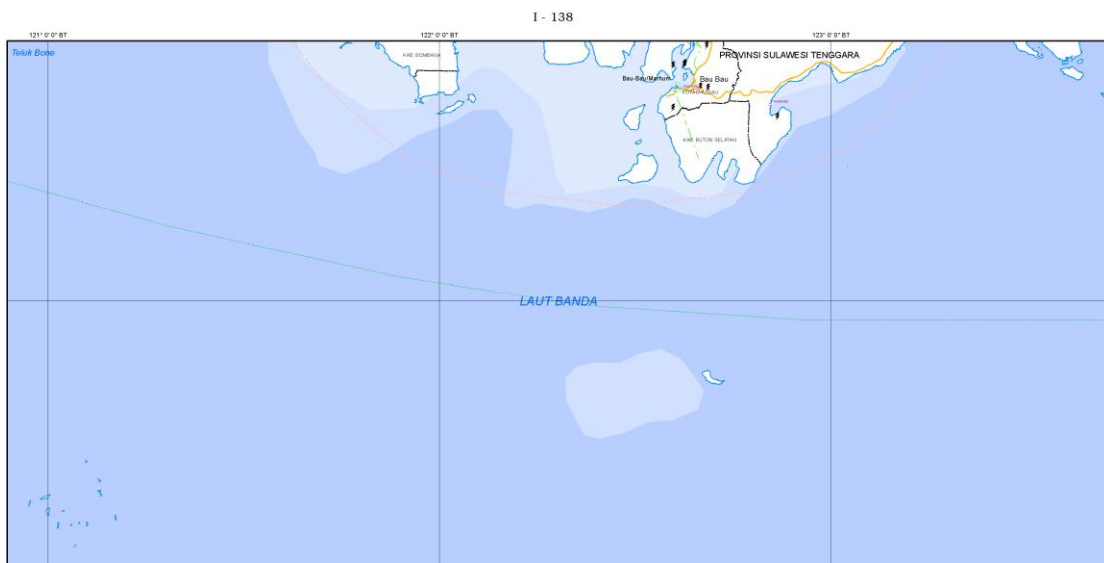 I - 138
121° 0' 0" BT
122° 0' 0" BT
123° 0' 0" BT
Teluk Bone
KAB. BOMBANA
PROVINSI SULAWESI TENGGARA
Bau-Bau/Marhum
Bau Bau
KAB. BUTON SELATAN
LAUT BANDA